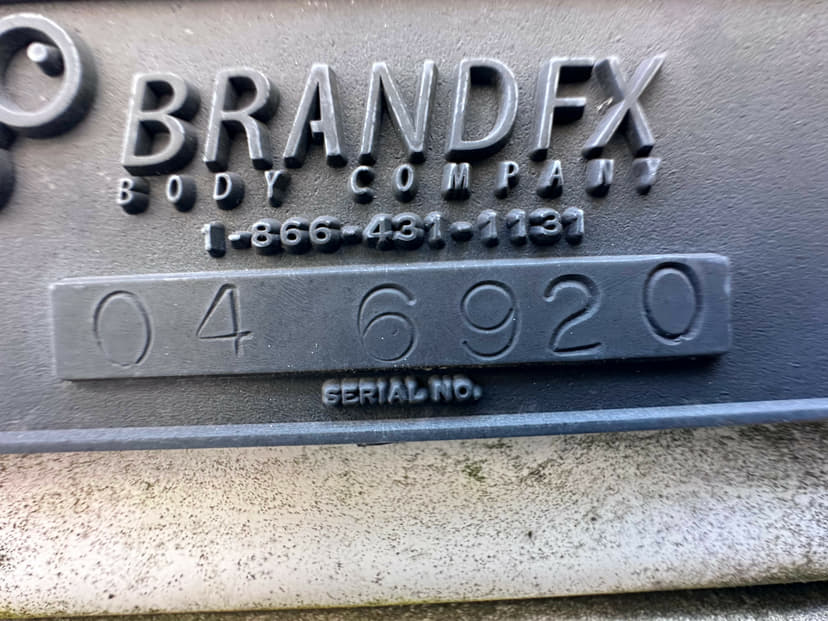 BRANDFX
BODY COMPANY
1-866-431-1131
04 6920
SERIAL NO.